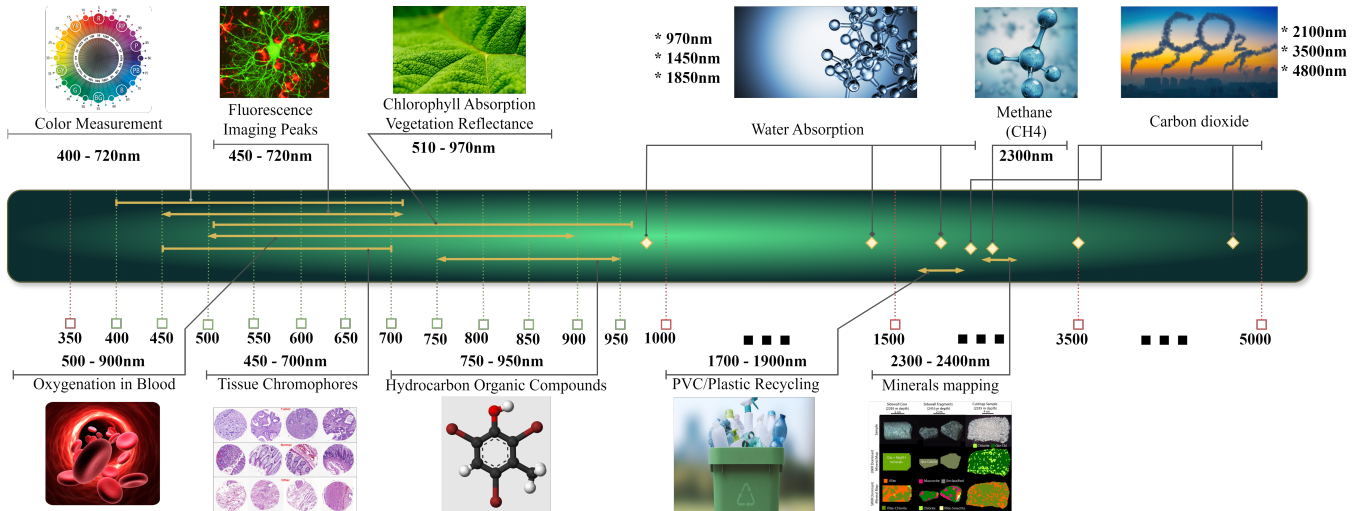 * 970nm
* 1450nm
* 1850nm
* 2100nm
* 3500nm
* 4800nm
Color Measurement
400 - 720nm
Fluorescence
Imaging Peaks
450 - 720nm
Chlorophyll Absorption
Vegetation Reflectance
510 - 970nm
Water Absorption
Methane
(CH4)
2300nm
CO2
Carbon dioxide
350
400
450
500
550
600
650
700
750
800
850
900
950
1000
1500
3500
5000
500 - 900nm
Oxygenation in Blood
450 - 700nm
Tissue Chromophores
750 - 950nm
Hydrocarbon Organic Compounds
1700 - 1900nm
PVC/Plastic Recycling
2300 - 2400nm
Minerals mapping